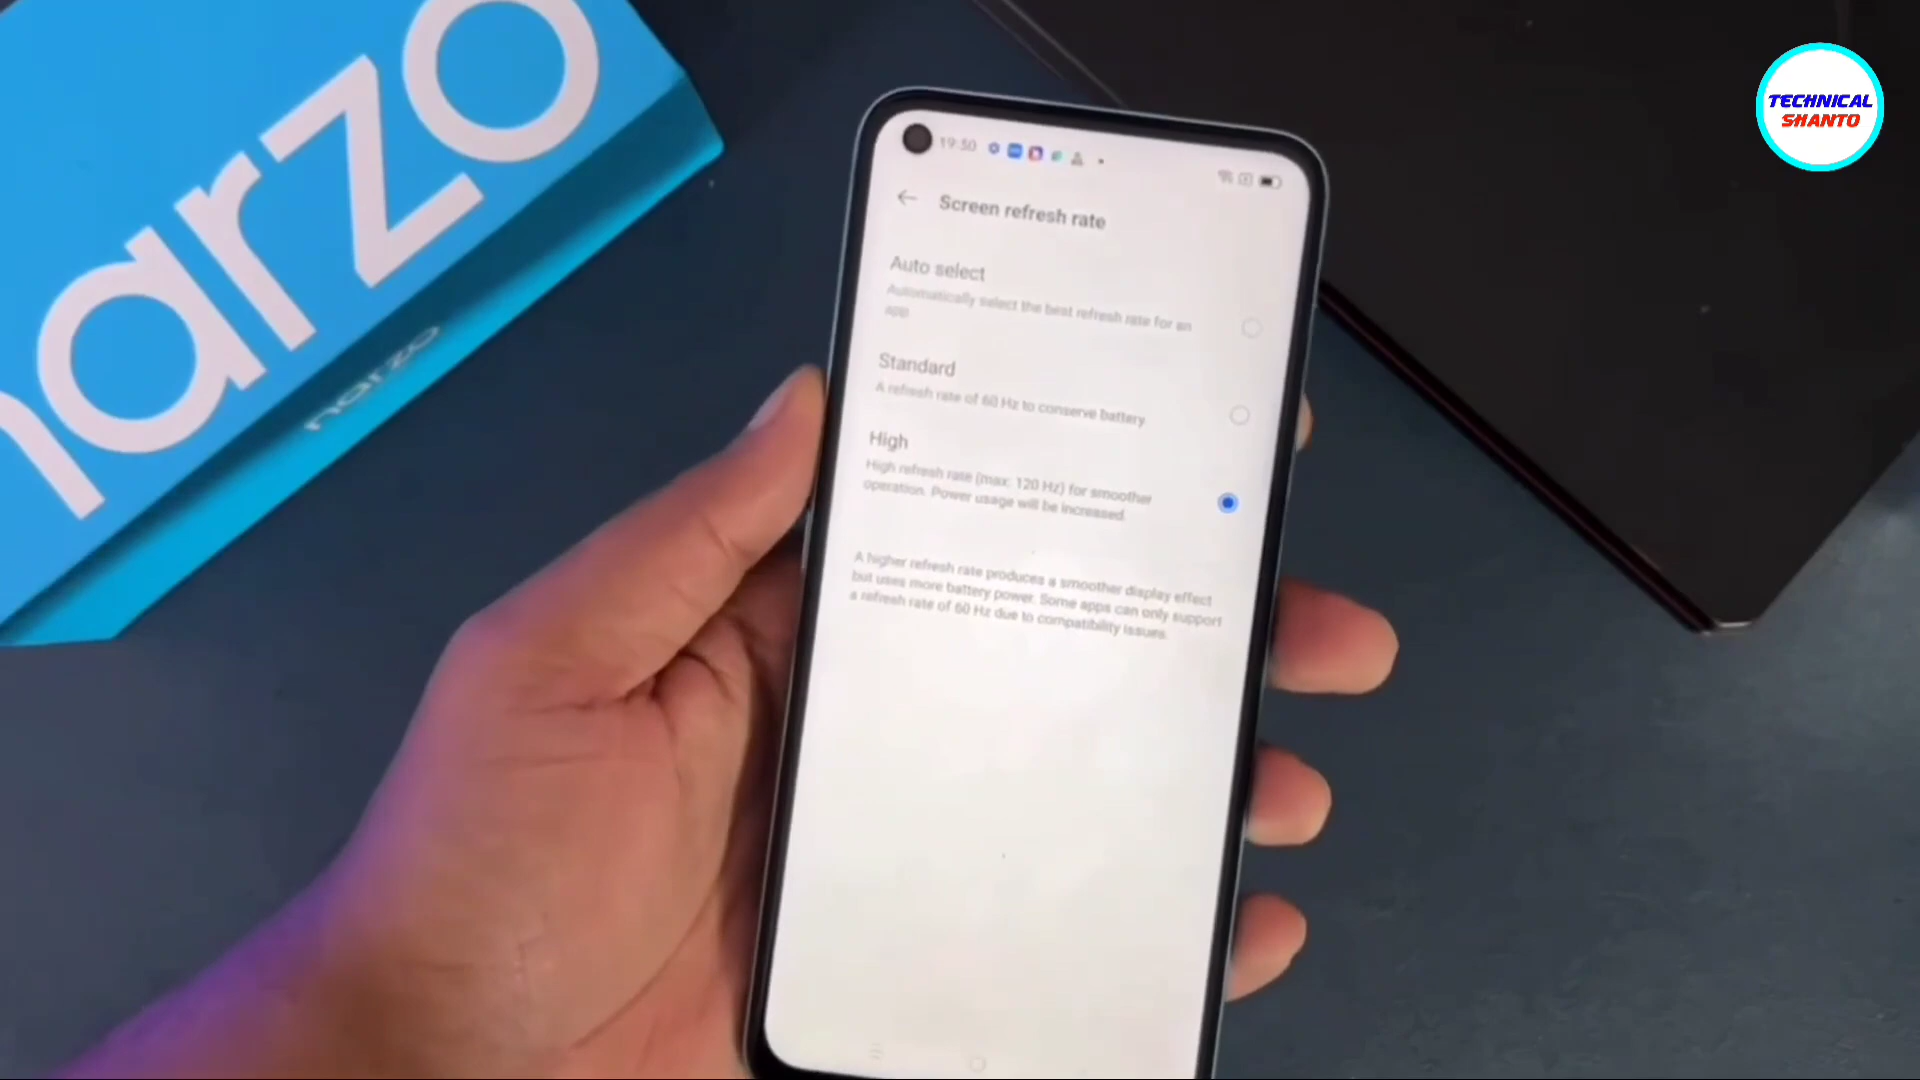 narzo
narzo
TECHNICAL
SHANTO
19:30
Screen refresh rate
Auto select
Automatically select the best refresh rate for an
app
Standard
A refresh rate of 60 Hz to conserve battery
High
High refresh rate (max: 120 Hz) for smoother
operation. Power usage will be increased.
A higher refresh rate produces a smoother display effect
but uses more battery power. Some apps can only support
a refresh rate of 60 Hz due to compatibility issues.